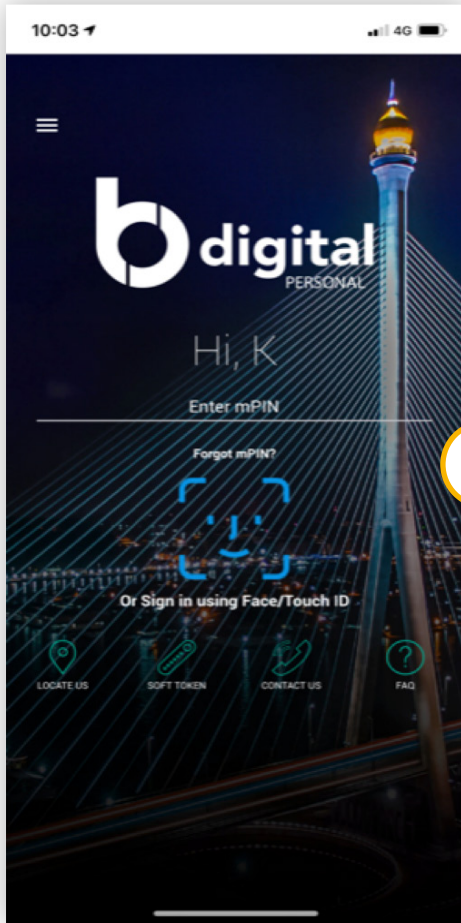 10:03
4G
b digital
PERSONAL
Hi, K
Enter mPIN
Forgot mPIN?
Or Sign in using Face/Touch ID
LOCATE US SOFT TOKEN CONTACT US FAQ